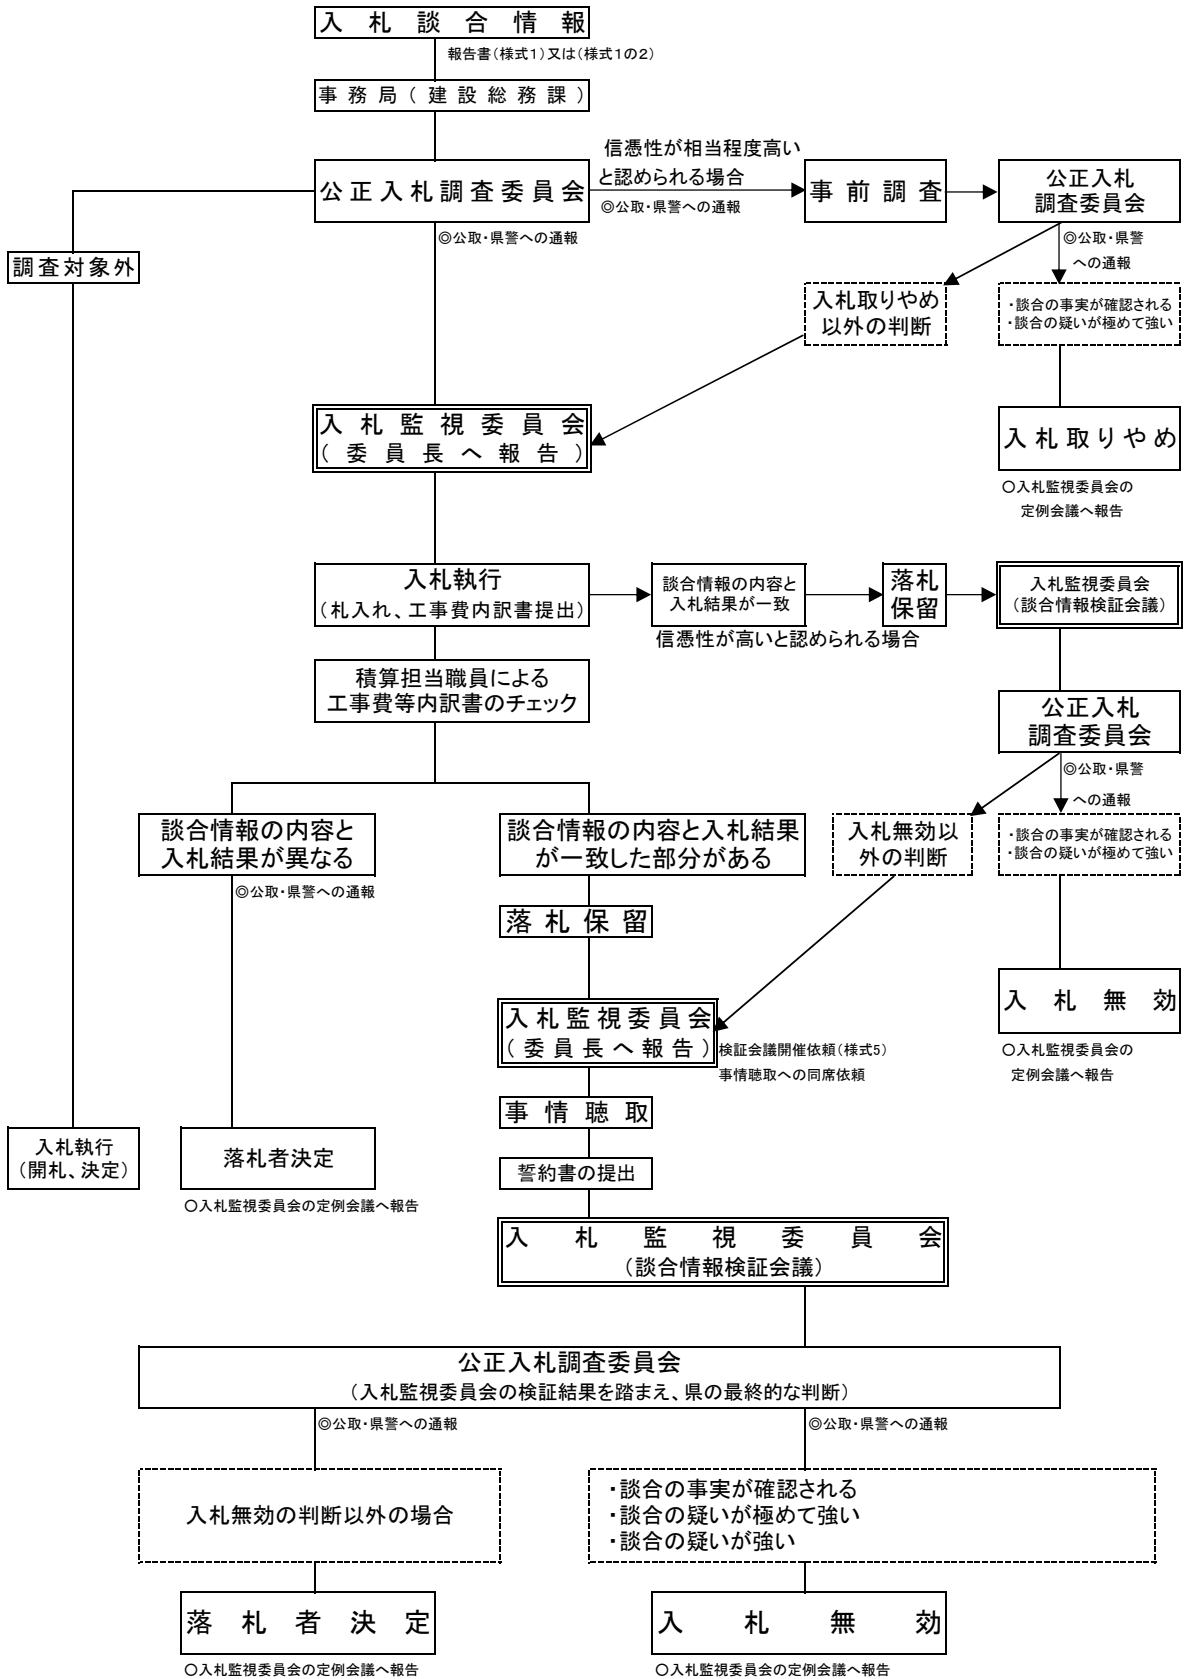 入札談合情報
報告書(様式1)又は(様式1の2)
事務局(建設総務課)
信憑性が相当程度高い
と認められる場合
公正入札調査委員会
◎公取・県警への通報
事前調査
公正入札
調査委員会
◎公取・県警への通報
◎公取・県警
への通報
調査対象外
入札取りやめ
以外の判断
・談合の事実が確認される
・談合の疑いが極めて強い
入札監視委員会
(委員長へ報告)
入札取りやめ
○入札監視委員会の
定例会議へ報告
入札執行
(札入れ、工事費内訳書提出)
談合情報の内容と
入札結果が一致
落札
保留
入札監視委員会
(談合情報検証会議)
信憑性が高いと認められる場合
積算担当職員による
工事費等内訳書のチェック
公正入札
調査委員会
◎公取・県警
への通報
談合情報の内容と
入札結果が異なる
◎公取・県警への通報
談合情報の内容と入札結果
が一致した部分がある
入札無効以
外の判断
・談合の事実が確認される
・談合の疑いが極めて強い
落札保留
入札無効
○入札監視委員会の
定例会議へ報告
入札監視委員会
(委員長へ報告)
検証会議開催依頼(様式5)
事情聴取への同席依頼
事情聴取
入札執行
(開札、決定)
落札者決定
○入札監視委員会の定例会議へ報告
誓約書の提出
入札監視委員会
(談合情報検証会議)
公正入札調査委員会
(入札監視委員会の検証結果を踏まえ、県の最終的な判断)
◎公取・県警への通報
◎公取・県警への通報
入札無効の判断以外の場合
・談合の事実が確認される
・談合の疑いが極めて強い
・談合の疑いが強い
落札者決定
○入札監視委員会の定例会議へ報告
入札無効
○入札監視委員会の定例会議へ報告